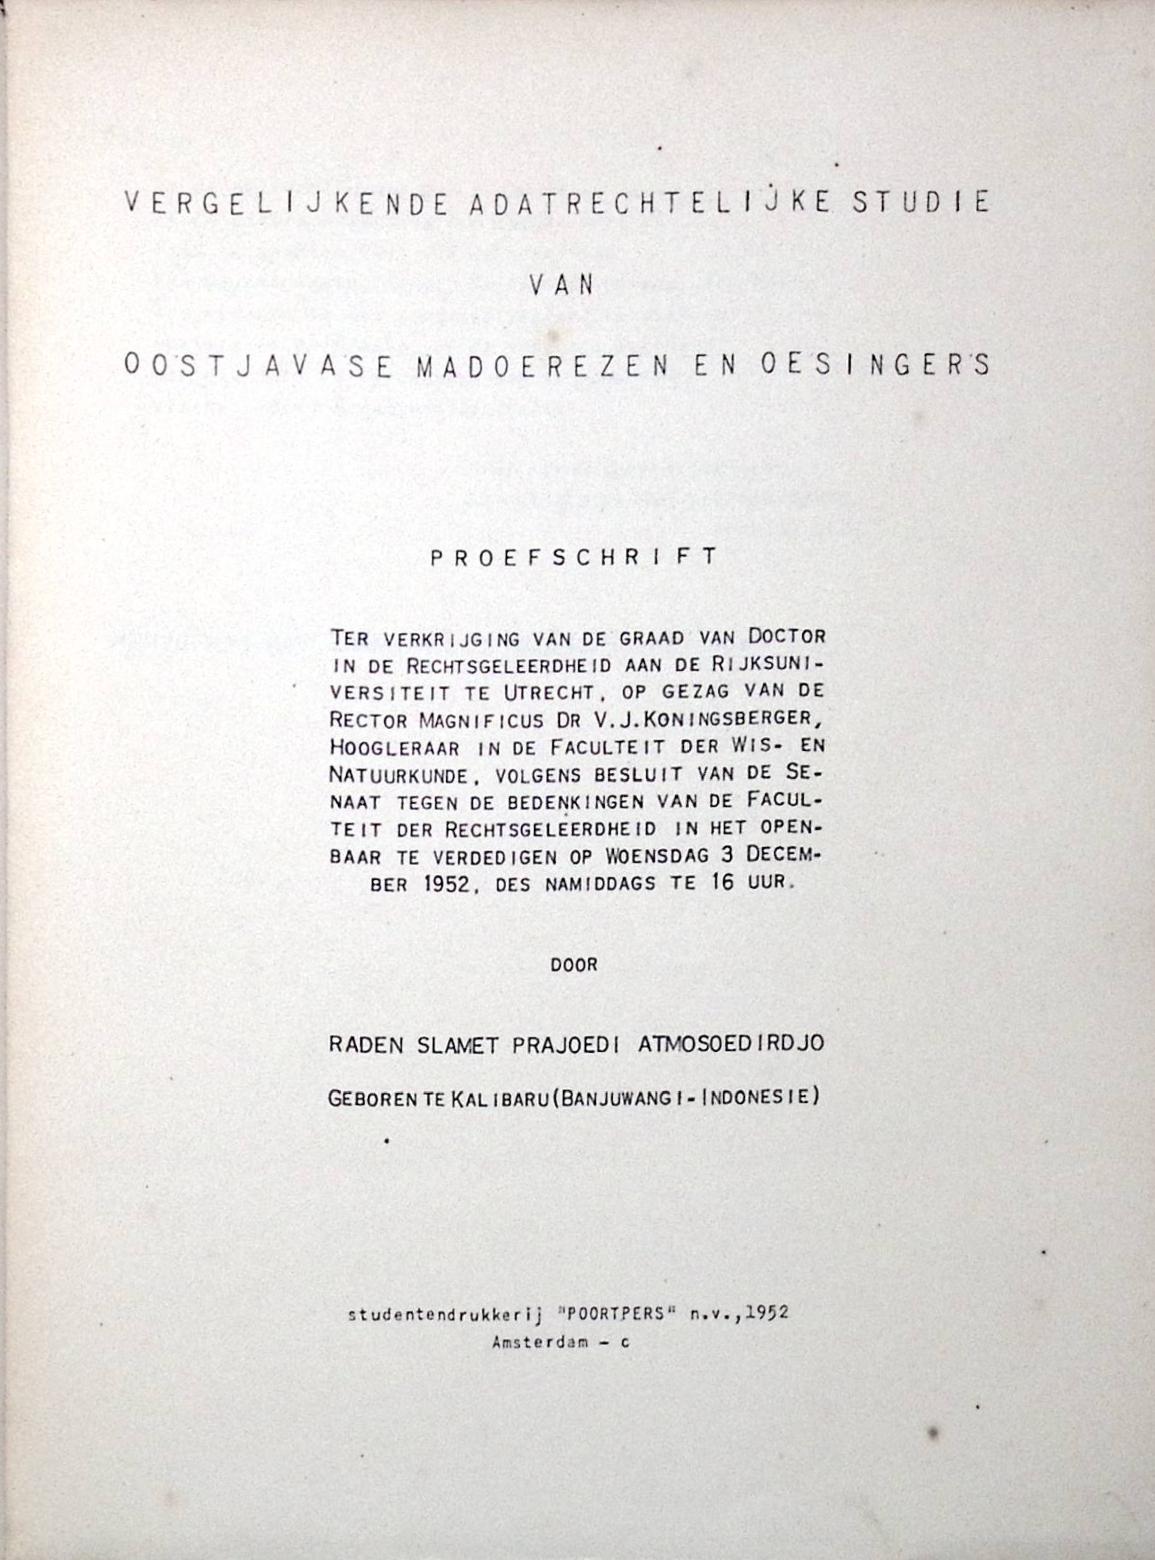 VERGELIJKENDE ADATRECHTELIJKE STUDIE
VAN
OOSTJAVASE MADOEREZEN EN OESINGERS
PROEFSCHRIFT
TER VERKRIJGING VAN DE GRAAD VAN DOCTOR
IN DE RECHTSGELEERDHEID AAN DE RIJKSUNI-
VERSITEIT TE UTRECHT, OP GEZAG VAN DE
RECTOR MAGNIFICUS DR V.J.KONINGSBERGER,
HOOGLERAAR IN DE FACULTEIT DER WIS- EN
NATUURKUNDE, VOLGENS BESLUIT VAN DE SE-
NAAT TEGEN DE BEDENKINGEN VAN DE FACUL-
TEIT DER RECHTSGELEERDHEID IN HET OPEN-
BAAR TE VERDEDIGEN OP WOENSDAG 3 DECEM-
BER 1952, DES NAMIDDAGS TE 16 UUR.
DOOR
RADEN SLAMET PRAJOEDI ATMOSOEDIRDJO
GEBOREN TE KALIBARU(BANJUWANGI-INDONESIE)
studentendrukkerij "POORTPERS" n.v.,1952
Amsterdam - c